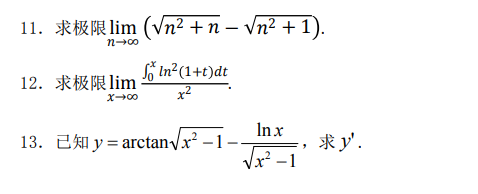 11. 求极限 lim_{n→∞} (√(n² + n) − √(n² + 1)).
12. 求极限 lim_{x→∞} ∫₀ˣ ln²(1+t)dt / x².
13. 已知 y = arctan√(x² − 1) − ln x / √(x² − 1) ，求 y'.